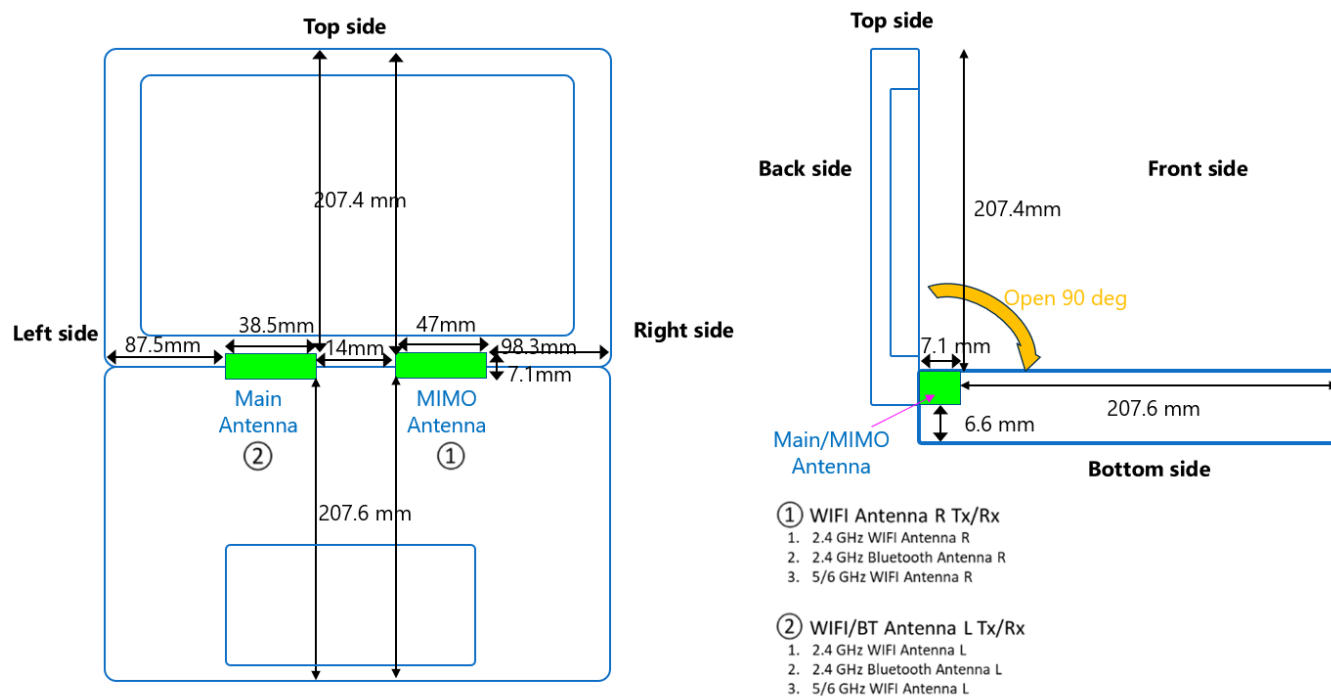 Top side
207.4 mm
Left side
38.5mm
47mm
Right side
87.5mm
14mm
98.3mm
7.1mm
Main
Antenna
②
MIMO
Antenna
①
207.6 mm
Top side
Back side
Front side
207.4mm
Open 90 deg
7.1 mm
207.6 mm
6.6 mm
Main/MIMO
Antenna
Bottom side
① WIFI Antenna R Tx/Rx
1. 2.4 GHz WIFI Antenna R
2. 2.4 GHz Bluetooth Antenna R
3. 5/6 GHz WIFI Antenna R
② WIFI/BT Antenna L Tx/Rx
1. 2.4 GHz WIFI Antenna L
2. 2.4 GHz Bluetooth Antenna L
3. 5/6 GHz WIFI Antenna L